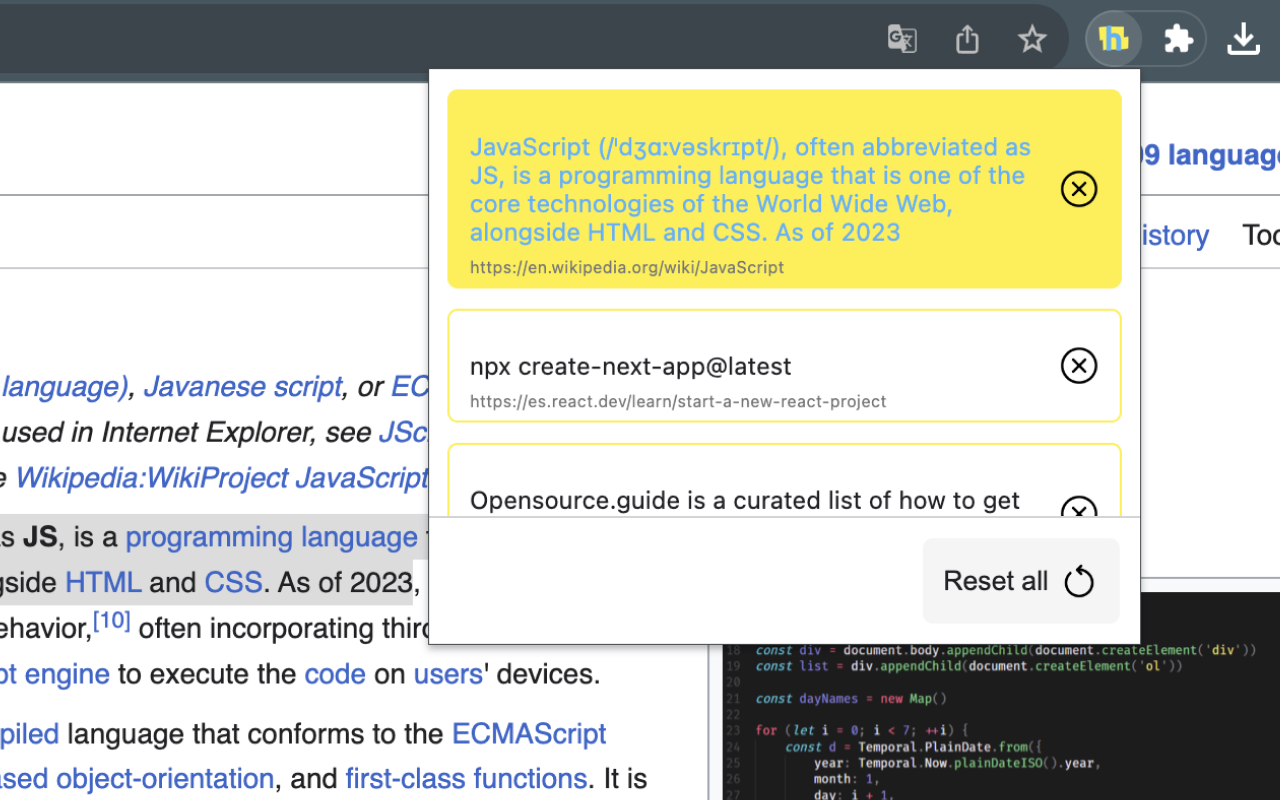 h
JavaScript (/ˈdʒɑːvəskrɪpt/), often abbreviated as
JS, is a programming language that is one of the
core technologies of the World Wide Web,
alongside HTML and CSS. As of 2023
https://en.wikipedia.org/wiki/JavaScript
npx create-next-app@latest
https://es.react.dev/learn/start-a-new-react-project
Opensource.guide is a curated list of how to get
Reset all
9 languag
istory Too
language), Javanese script, or EC
used in Internet Explorer, see JSc
e Wikipedia:WikiProject JavaScript
as JS, is a programming language
gside HTML and CSS. As of 2023,
ehavior,[10] often incorporating third
pt engine to execute the code on users' devices.
piled language that conforms to the ECMAScript
ased object-orientation, and first-class functions. It is
18 const div = document.body.appendChild(document.createElement('div'))
19 const list = div.appendChild(document.createElement('ol'))
20
21 const dayNames = new Map()
22
23 for (let i = 0; i < 7; ++i) {
24 const d = Temporal.PlainDate.from({
25 year: Temporal.Now.plainDateISO().year,
26 month: 1,
27 day: i + 1,